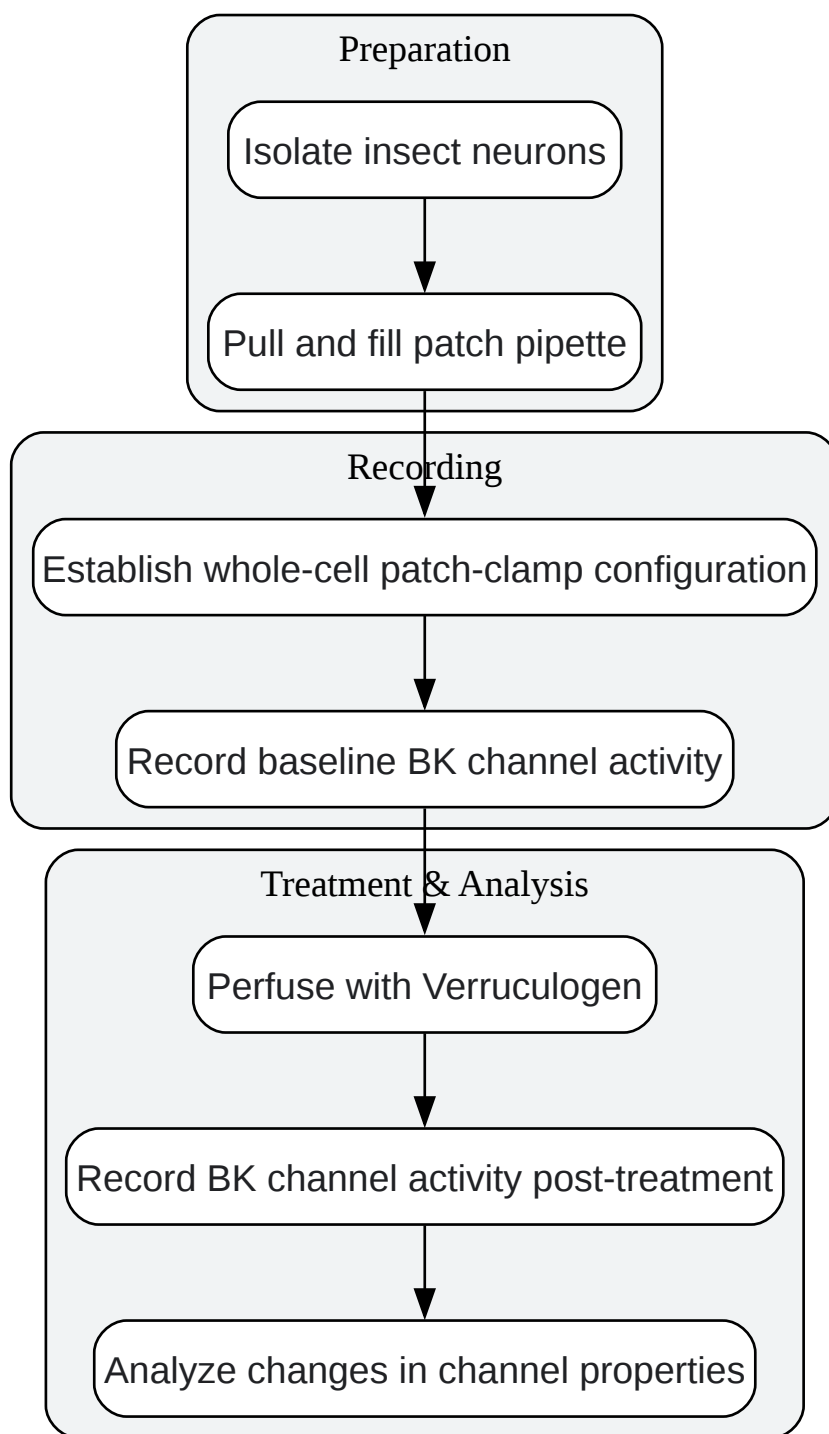 Preparation
Isolate insect neurons
Pull and fill patch pipette
Recording
Establish whole-cell patch-clamp configuration
Record baseline BK channel activity
Treatment & Analysis
Perfuse with Verruculogen
Record BK channel activity post-treatment
Analyze changes in channel properties